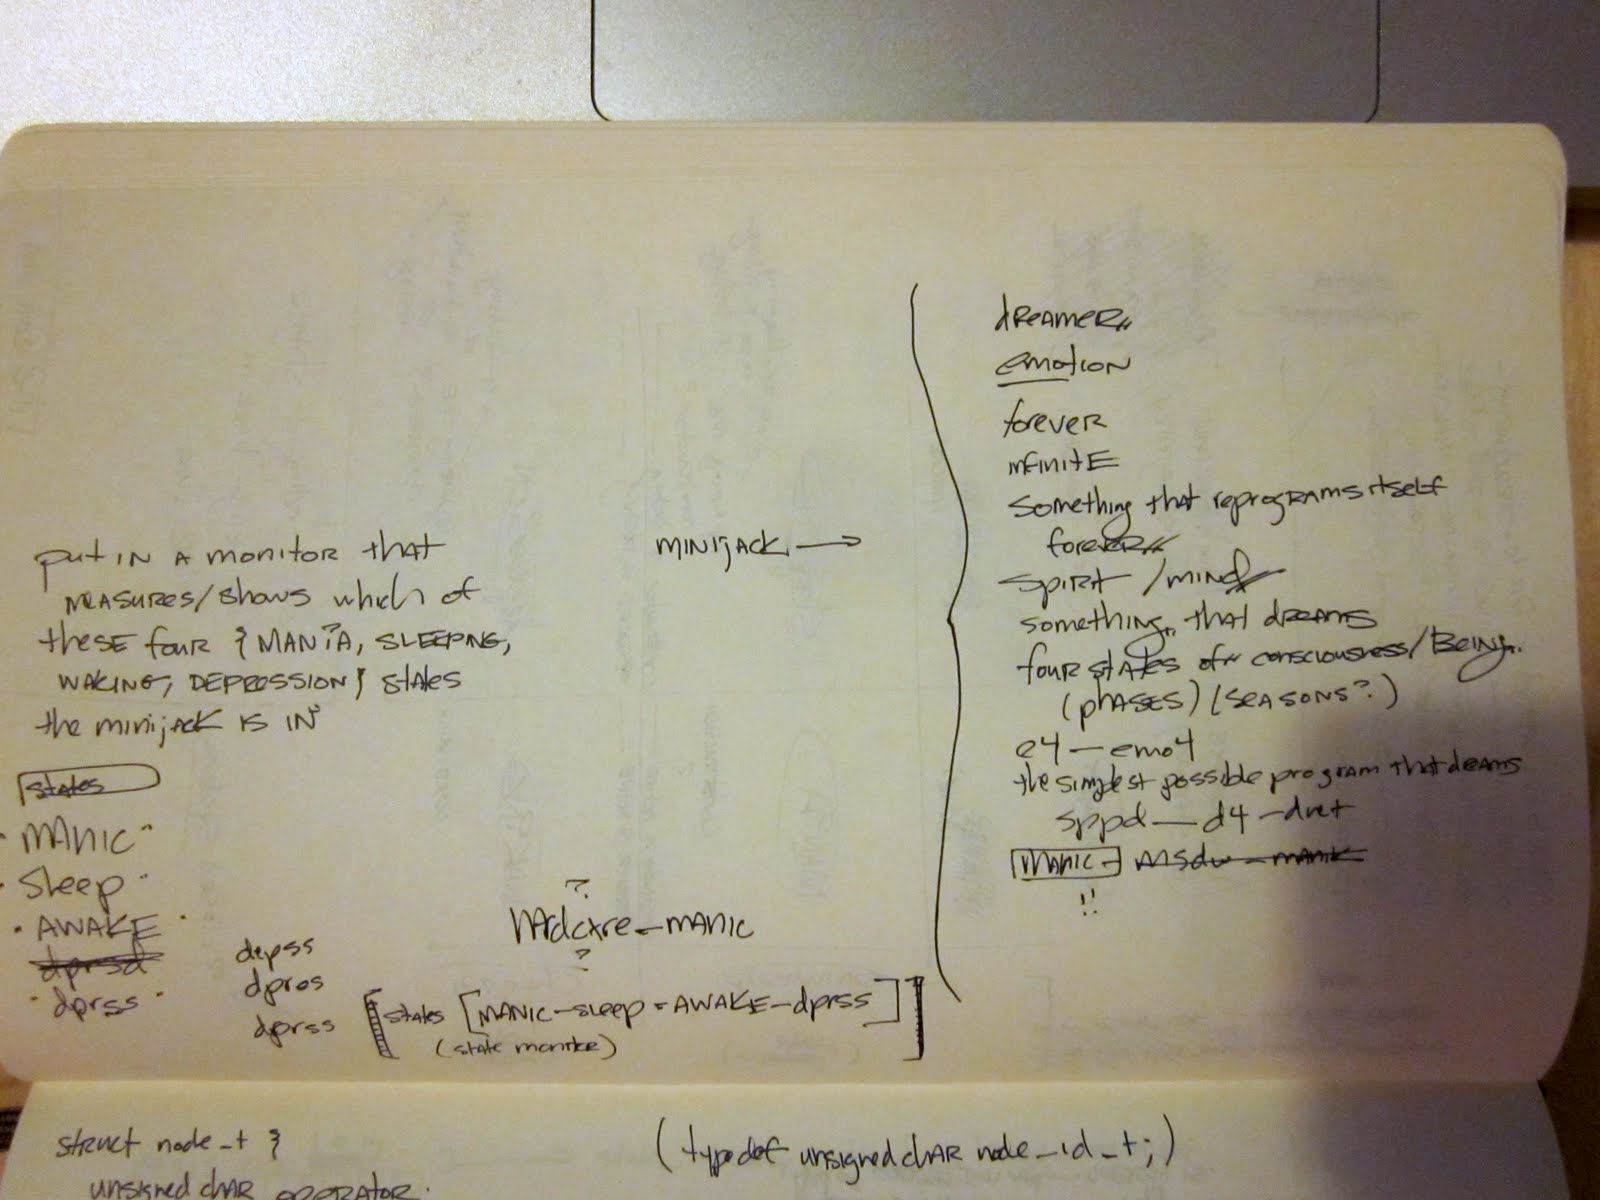 put in a monitor that
measures/shows which of
these four { MANiA, SLEEPING,
WAKING, DEPRESSION} states
the minijack is in
states
MANIC
sleep
AWAKE
dprsd
dprss
depss
dpros
dprss
minijack →
?
hardcore-MANIC
?
[states [MANIC-sleep-AWAKE-dprss]]
(state monitor)
dreamer
emotion
forever
infinite
something that reprograms itself
forever
spirit / mind
something that dreams
four states of consciousness/Being.
(phases) (seasons?)
e4 — emo4
the simplest possible program that dreams
sppd — d4 -dret
MANIC - msdw - manik
!!
struct node_t {
unsigned char operator;
(typedef unsigned char node_id_t;)